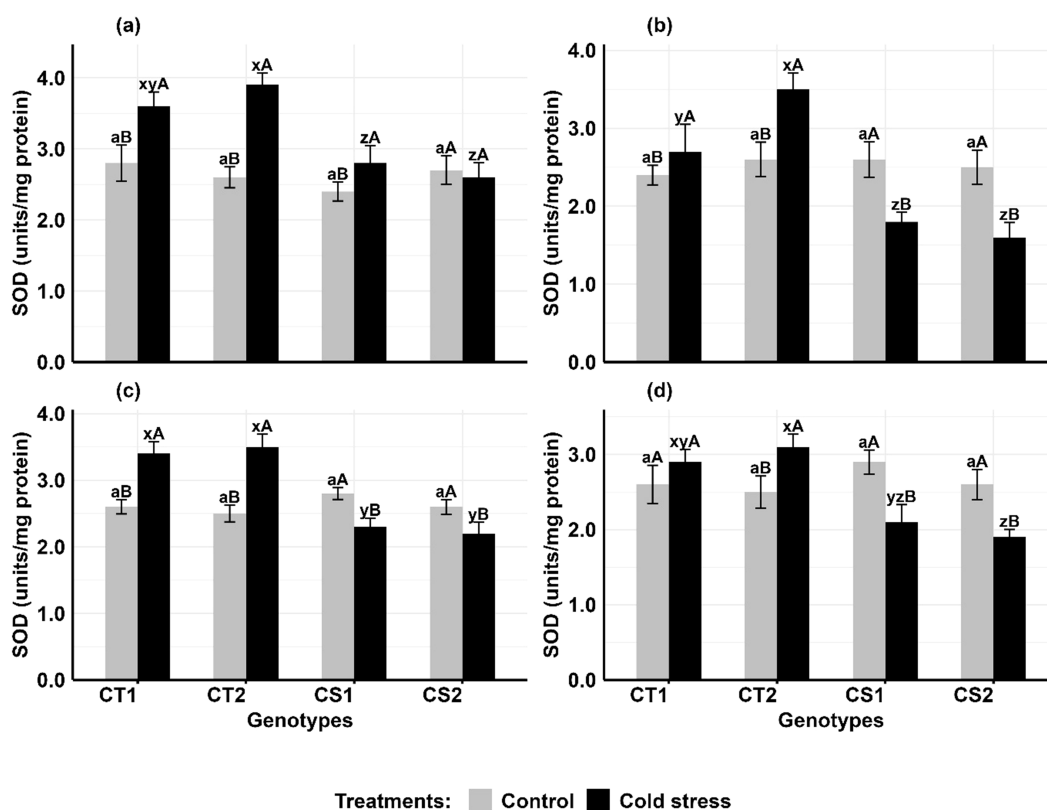 (a)
SOD (units/mg protein)
4.0
3.0
2.0
1.0
0.0
aB xyA aB xA aB zA aA zA
(b)
SOD (units/mg protein)
4.0
3.0
2.0
1.0
0.0
aB yA aB xA aA zB aA zB
(c)
SOD (units/mg protein)
4.0
3.0
2.0
1.0
0.0
aB xA aB xA aA yB aA yB
CT1 CT2 CS1 CS2
Genotypes
(d)
SOD (units/mg protein)
3.0
2.0
1.0
0.0
aA xyA aB xA aA yzB aA zB
CT1 CT2 CS1 CS2
Genotypes
Treatments: Control Cold stress